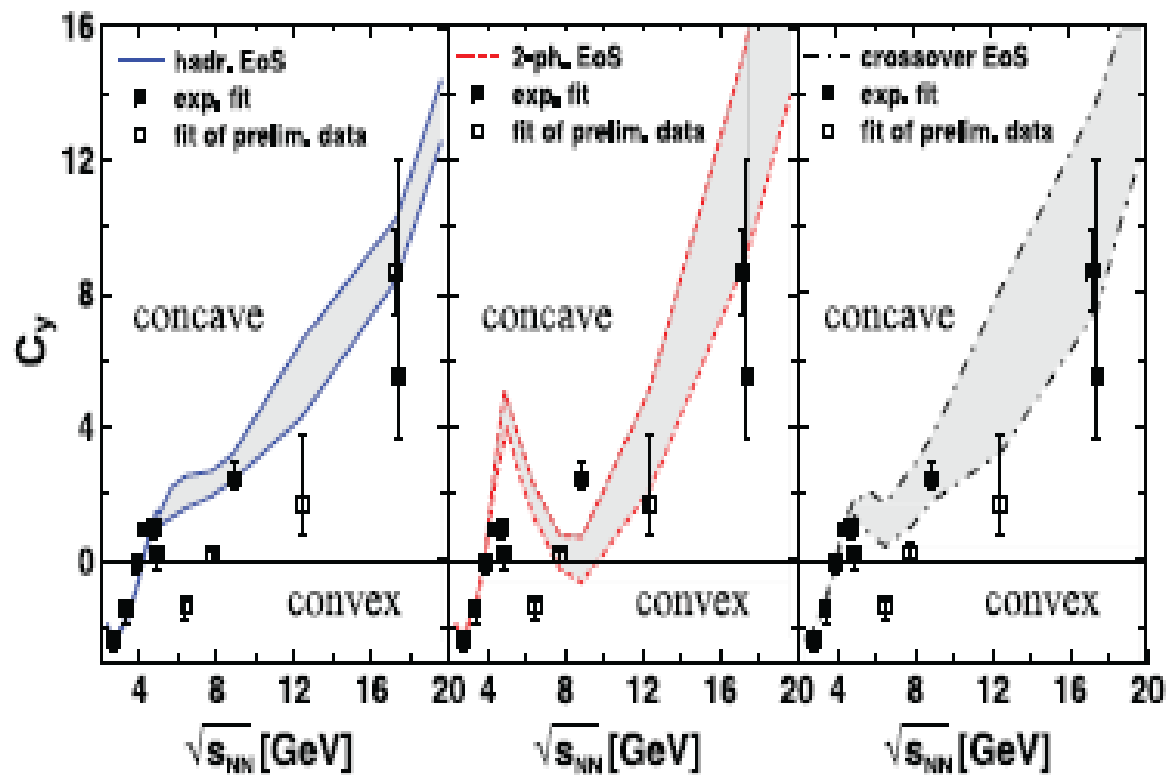 16
12
8
4
0
C_y
hadr. EoS
exp. fit
fit of prelim. data
concave
convex
2-ph. EoS
exp. fit
fit of prelim. data
concave
convex
crossover EoS
exp. fit
fit of prelim. data
concave
convex
4 8 12 16 20 4 8 12 16 20 4 8 12 16 20
√s_NN [GeV] √s_NN [GeV] √s_NN [GeV]